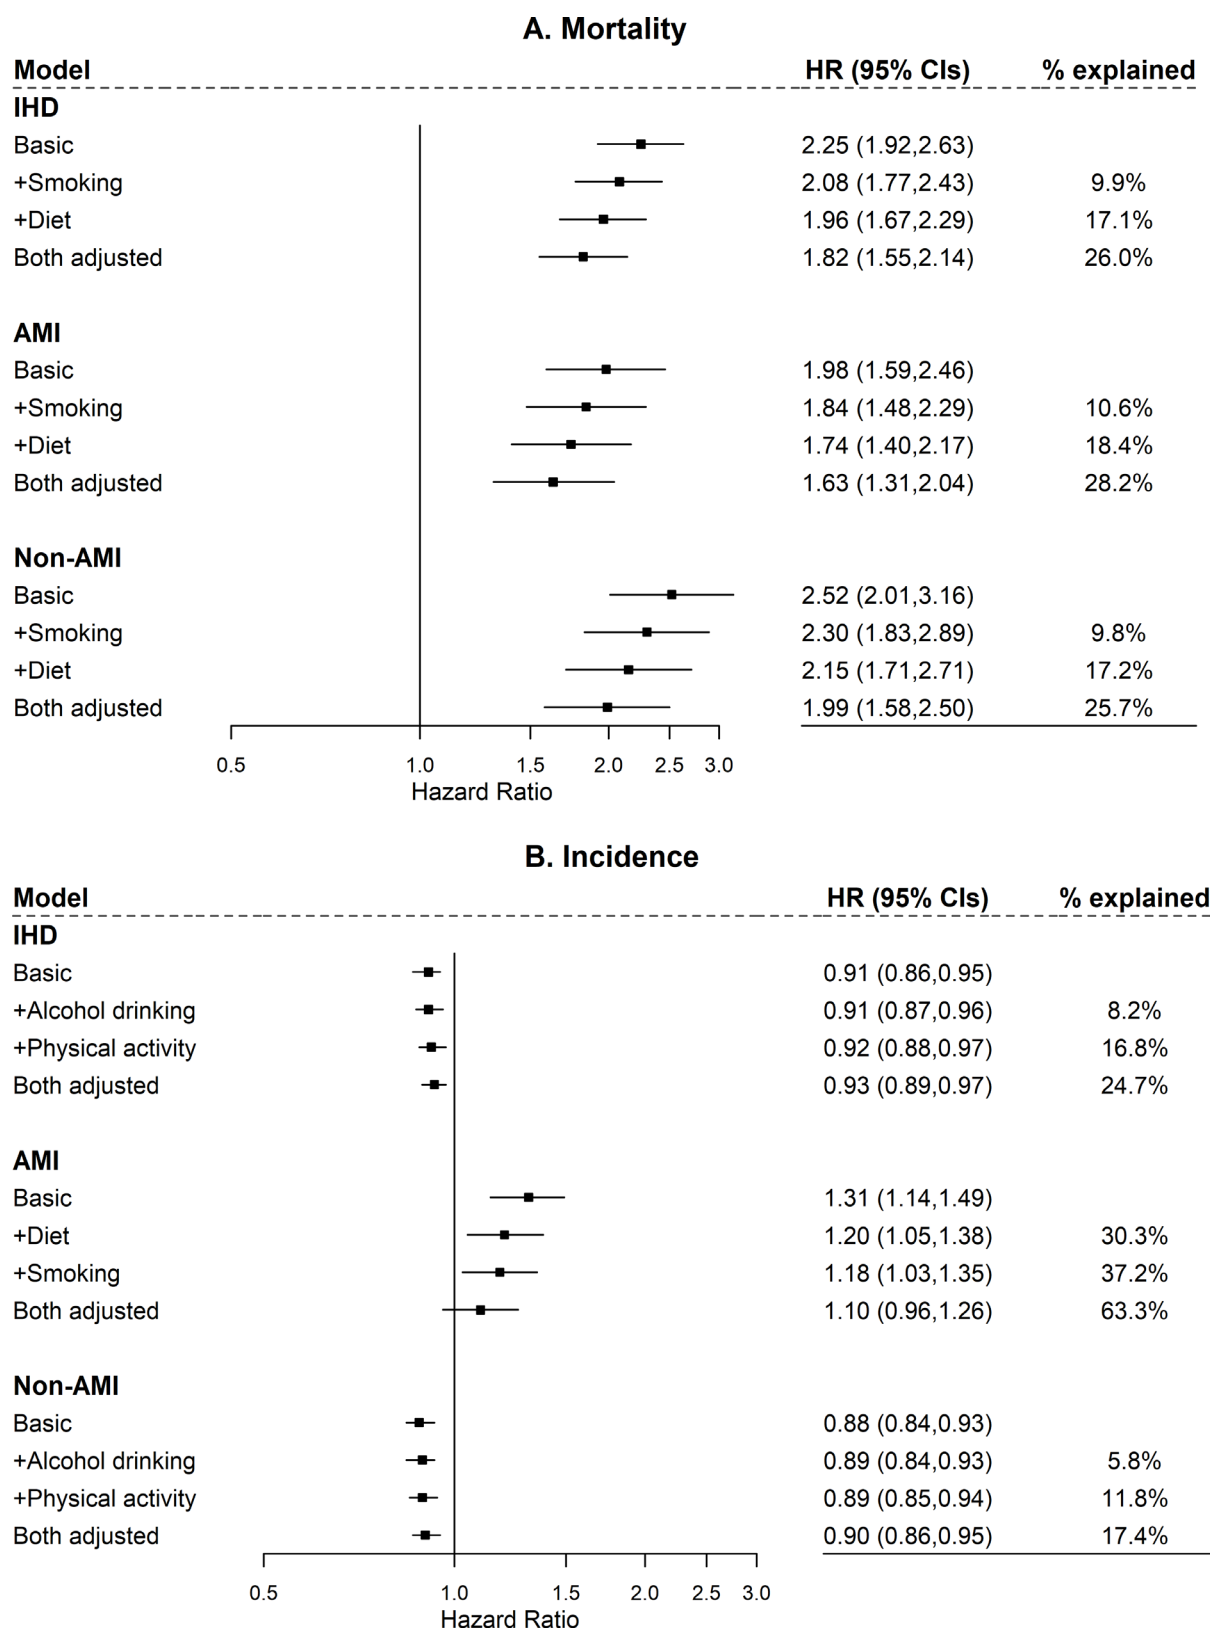 A. Mortality
Model HR (95% CIs) % explained
IHD
Basic 2.25 (1.92,2.63)
+Smoking 2.08 (1.77,2.43) 9.9%
+Diet 1.96 (1.67,2.29) 17.1%
Both adjusted 1.82 (1.55,2.14) 26.0%
AMI
Basic 1.98 (1.59,2.46)
+Smoking 1.84 (1.48,2.29) 10.6%
+Diet 1.74 (1.40,2.17) 18.4%
Both adjusted 1.63 (1.31,2.04) 28.2%
Non-AMI
Basic 2.52 (2.01,3.16)
+Smoking 2.30 (1.83,2.89) 9.8%
+Diet 2.15 (1.71,2.71) 17.2%
Both adjusted 1.99 (1.58,2.50) 25.7%
0.5 1.0 1.5 2.0 2.5 3.0
Hazard Ratio
B. Incidence
Model HR (95% CIs) % explained
IHD
Basic 0.91 (0.86,0.95)
+Alcohol drinking 0.91 (0.87,0.96) 8.2%
+Physical activity 0.92 (0.88,0.97) 16.8%
Both adjusted 0.93 (0.89,0.97) 24.7%
AMI
Basic 1.31 (1.14,1.49)
+Diet 1.20 (1.05,1.38) 30.3%
+Smoking 1.18 (1.03,1.35) 37.2%
Both adjusted 1.10 (0.96,1.26) 63.3%
Non-AMI
Basic 0.88 (0.84,0.93)
+Alcohol drinking 0.89 (0.84,0.93) 5.8%
+Physical activity 0.89 (0.85,0.94) 11.8%
Both adjusted 0.90 (0.86,0.95) 17.4%
0.5 1.0 1.5 2.0 2.5 3.0
Hazard Ratio